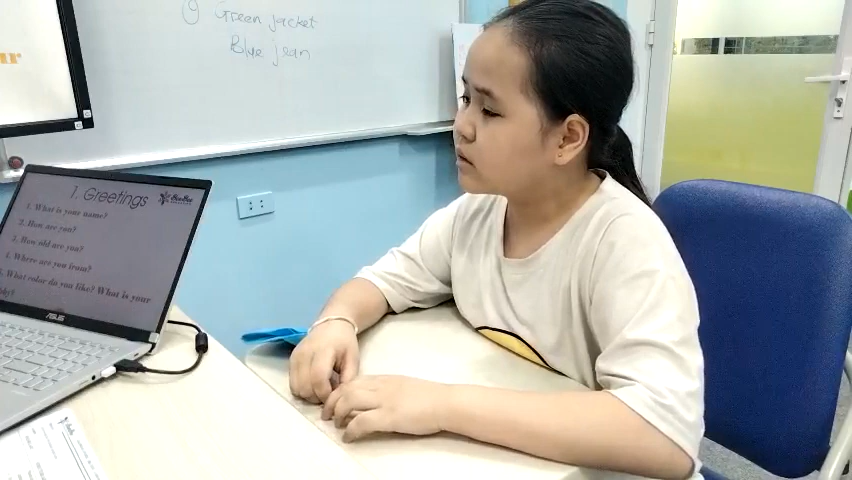 Green jacket
Blue jean
1. Greetings
1. What is your name?
2. How are you?
3. How old are you?
4. Where are you from?
5. What color do you like? What is your
ASUS